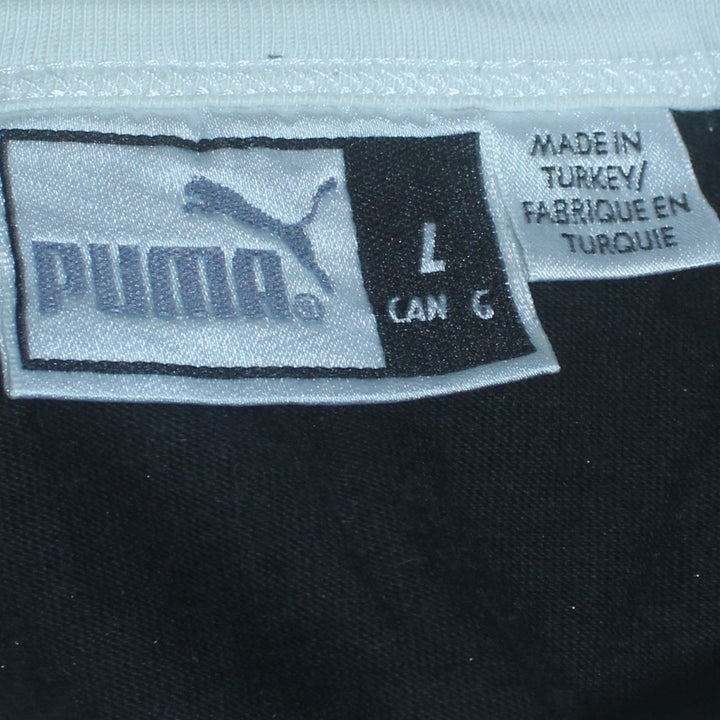 PUMA®
L
CAN G
MADE IN
TURKEY/
FABRIQUE EN
TURQUIE